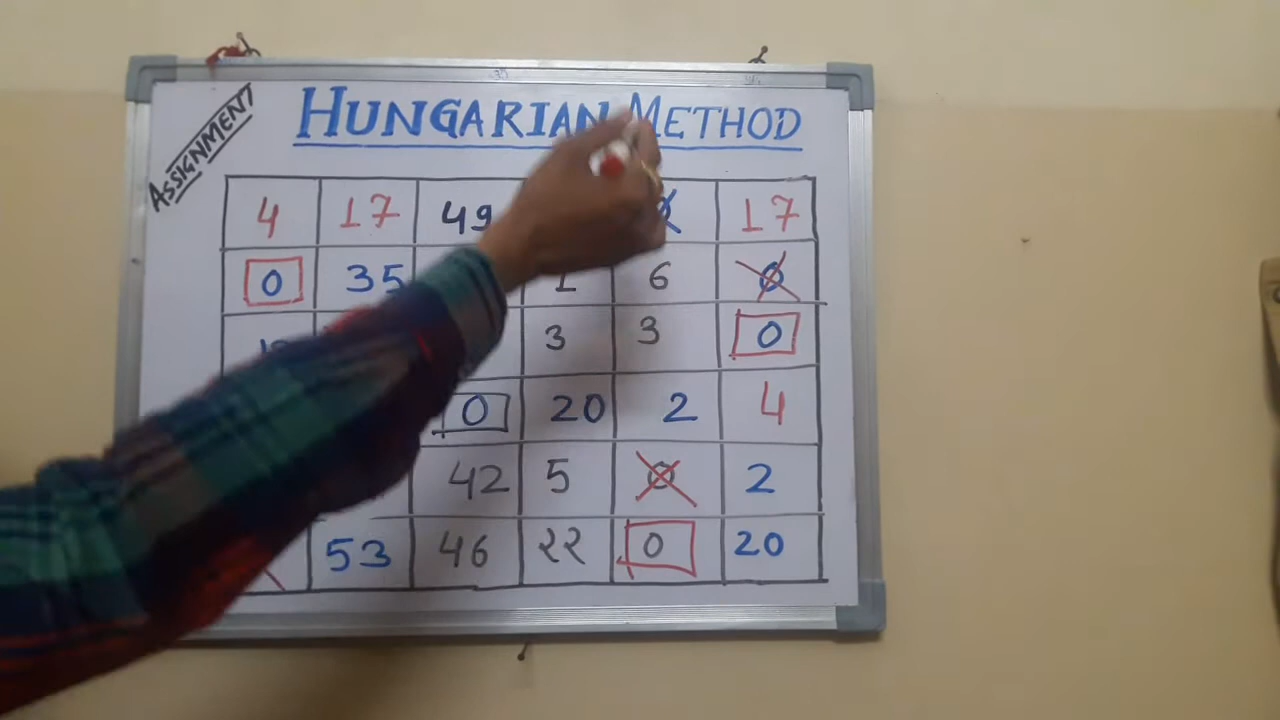 ASSIGNMENT
HUNGARIAN METHOD
4 17 49 17
0 35 1 6 0
3 3 0
0 20 2 4
42 5 0 2
53 46 २२ 0 20